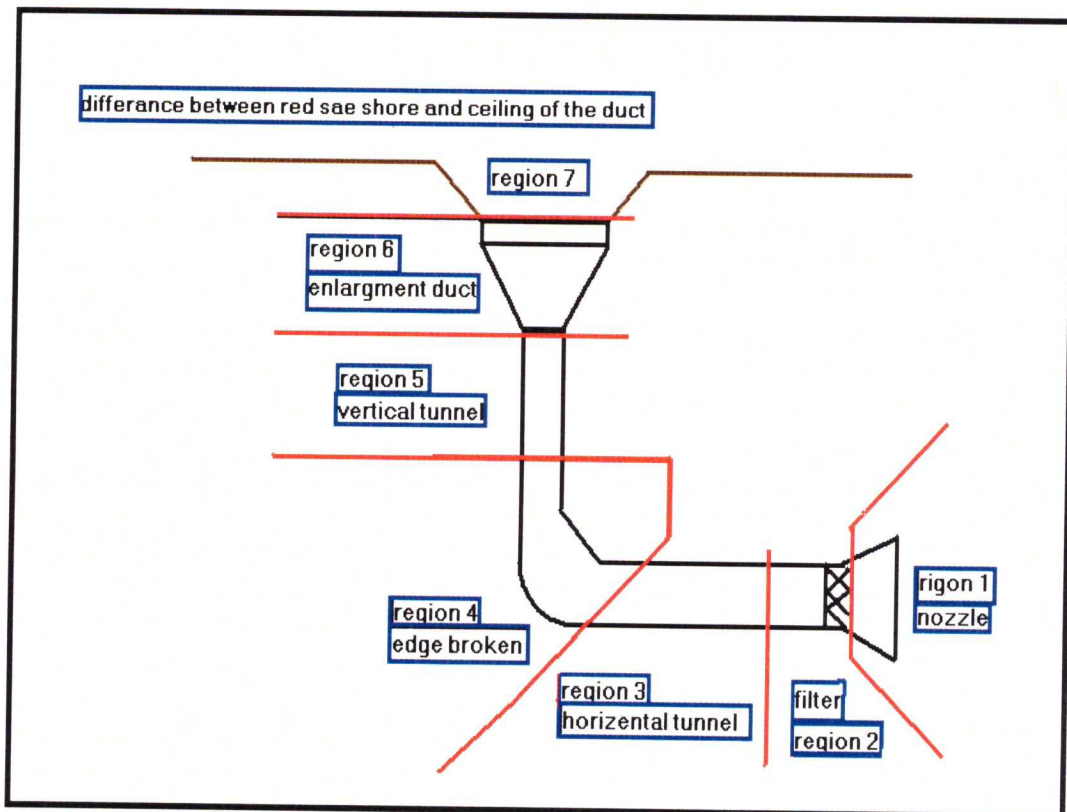 differance between red sae shore and ceiling of the duct
region 7
region 6
enlargment duct
region 5
vertical tunnel
region 4
edge broken
region 3
horizental tunnel
filter
region 2
rigon 1
nozzle